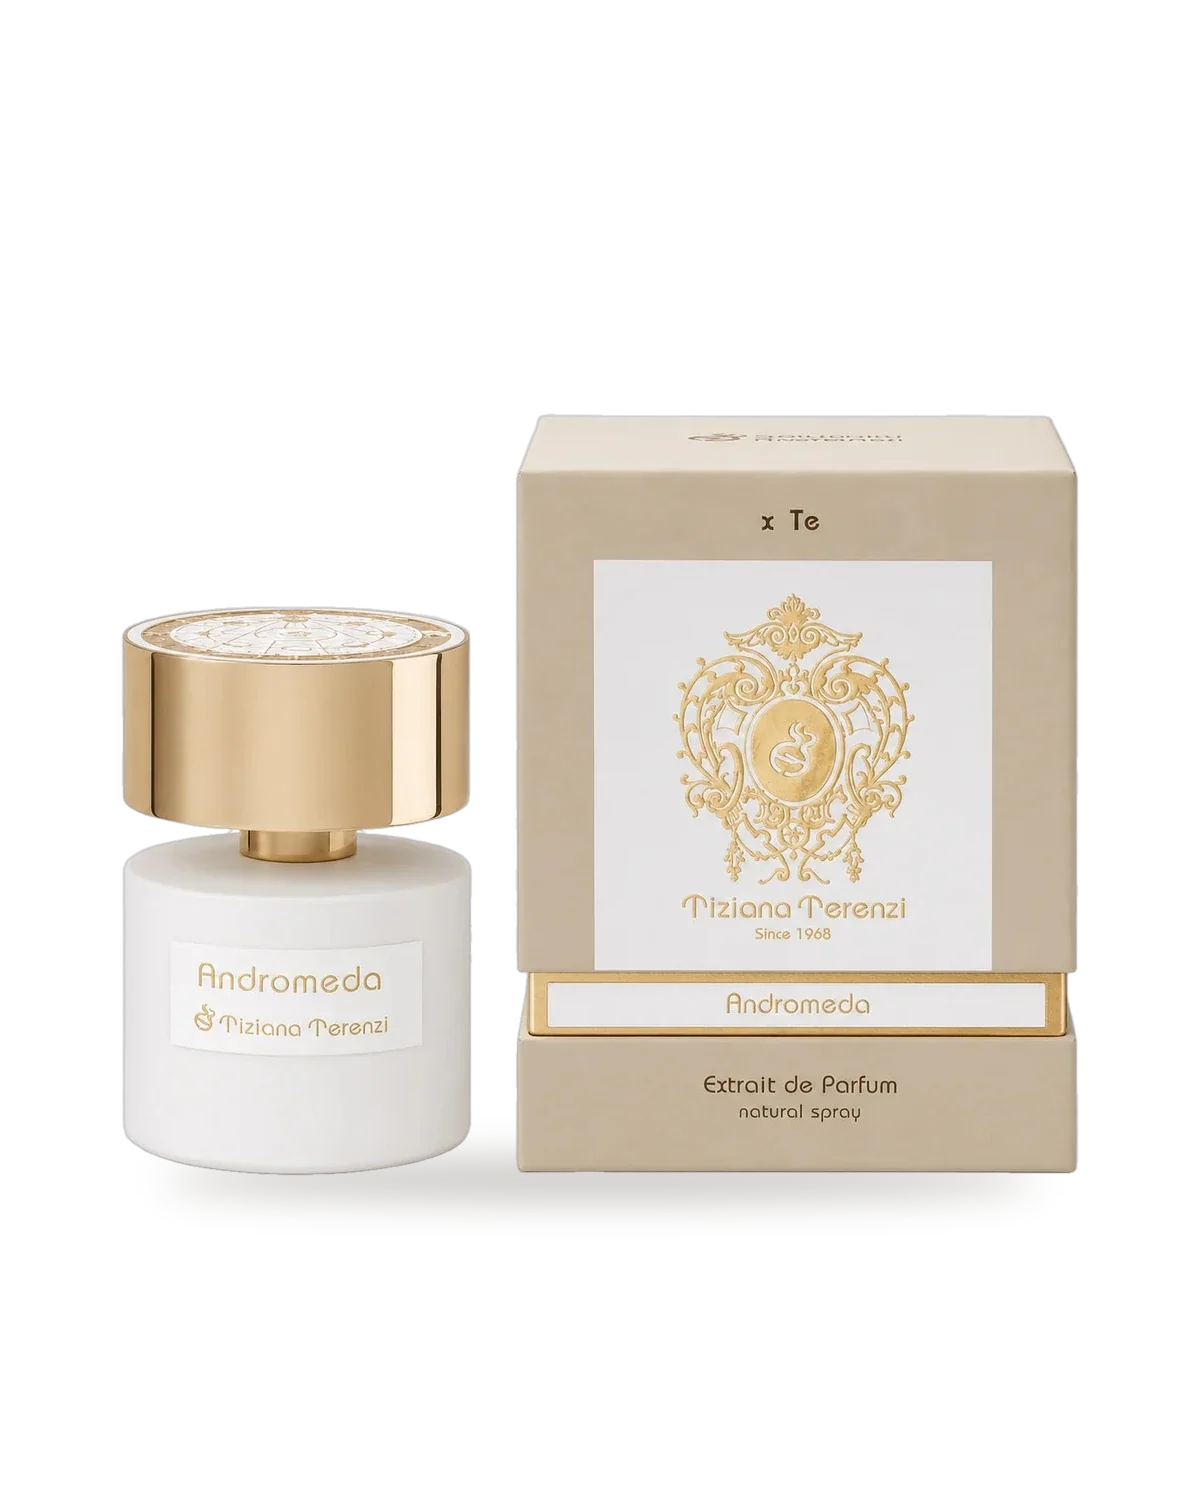 x Te
Tiziana Terenzi
Since 1968
Andromeda
Extrait de Parfum
natural spray
Andromeda
Tiziana Terenzi